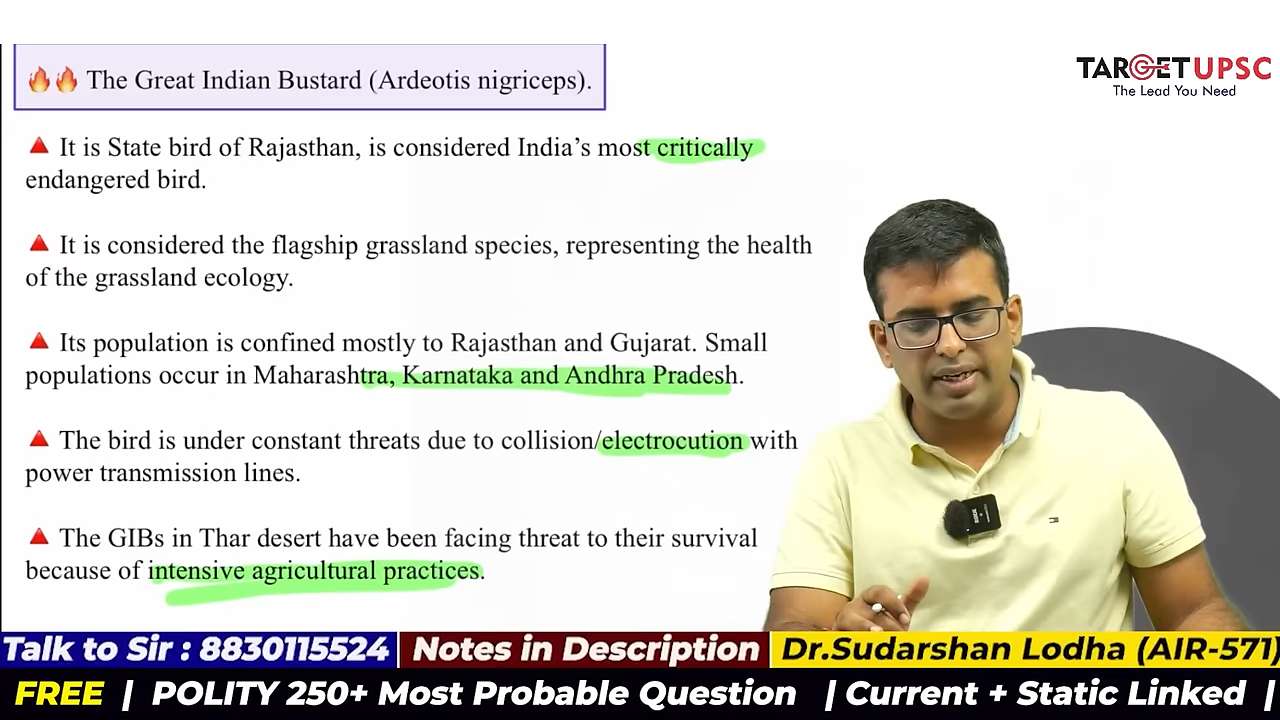 🔥🔥 The Great Indian Bustard (Ardeotis nigriceps).
TARGETUPSC
The Lead You Need
🔺 It is State bird of Rajasthan, is considered India’s most critically
endangered bird.
🔺 It is considered the flagship grassland species, representing the health
of the grassland ecology.
🔺 Its population is confined mostly to Rajasthan and Gujarat. Small
populations occur in Maharashtra, Karnataka and Andhra Pradesh.
🔺 The bird is under constant threats due to collision/electrocution with
power transmission lines.
🔺 The GIBs in Thar desert have been facing threat to their survival
because of intensive agricultural practices.
Talk to Sir : 8830115524 Notes in Description Dr.Sudarshan Lodha (AIR-571)
FREE | POLITY 250+ Most Probable Question | Current + Static Linked |